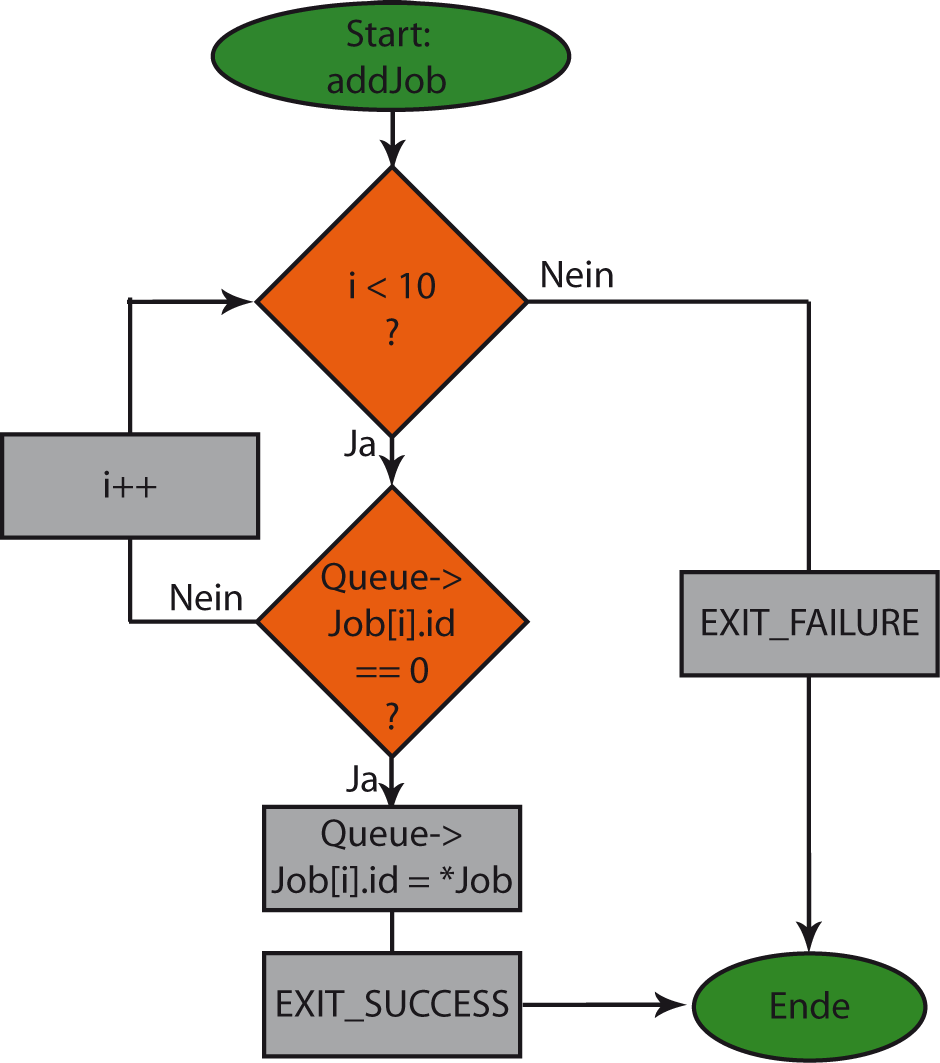 Start:
addJob
i < 10
?
Nein
Ja
i++
Queue->
Job[i].id
== 0
?
Nein
EXIT_FAILURE
Ja
Queue->
Job[i].id = *Job
EXIT_SUCCESS
Ende